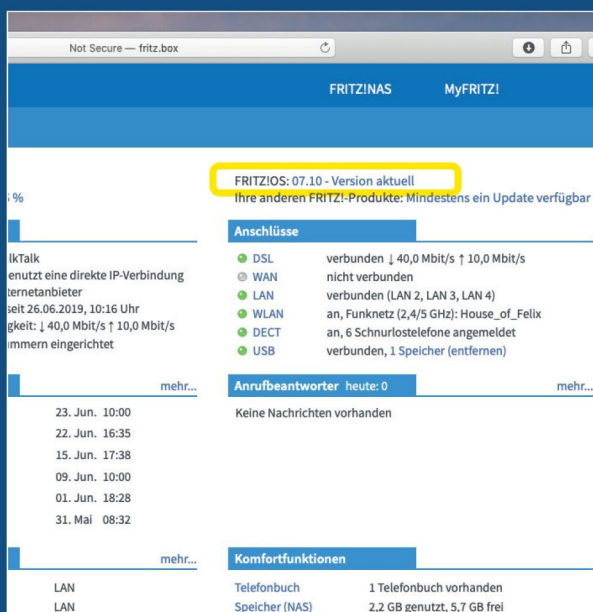 Not Secure — fritz.box
FRITZ!NAS MyFRITZ!
FRITZ!OS: 07.10 - Version aktuell
%
Ihre anderen FRITZ!-Produkte: Mindestens ein Update verfügbar
lkTalk
enutzt eine direkte IP-Verbindung
ternetanbieter
seit 26.06.2019, 10:16 Uhr
gkeit: ↓ 40,0 Mbit/s ↑ 10,0 Mbit/s
ummern eingerichtet
Anschlüsse
DSL verbunden ↓ 40,0 Mbit/s ↑ 10,0 Mbit/s
WAN nicht verbunden
LAN verbunden (LAN 2, LAN 3, LAN 4)
WLAN an, Funknetz (2,4/5 GHz): House_of_Felix
DECT an, 6 Schnurlostelefone angemeldet
USB verbunden, 1 Speicher (entfernen)
mehr...
23. Jun. 10:00
22. Jun. 16:35
15. Jun. 17:38
09. Jun. 10:00
01. Jun. 18:28
31. Mai 08:32
Anrufbeantworter heute: 0 mehr...
Keine Nachrichten vorhanden
mehr...
LAN
LAN
Komfortfunktionen
Telefonbuch 1 Telefonbuch vorhanden
Speicher (NAS) 2,2 GB genutzt, 5,7 GB frei